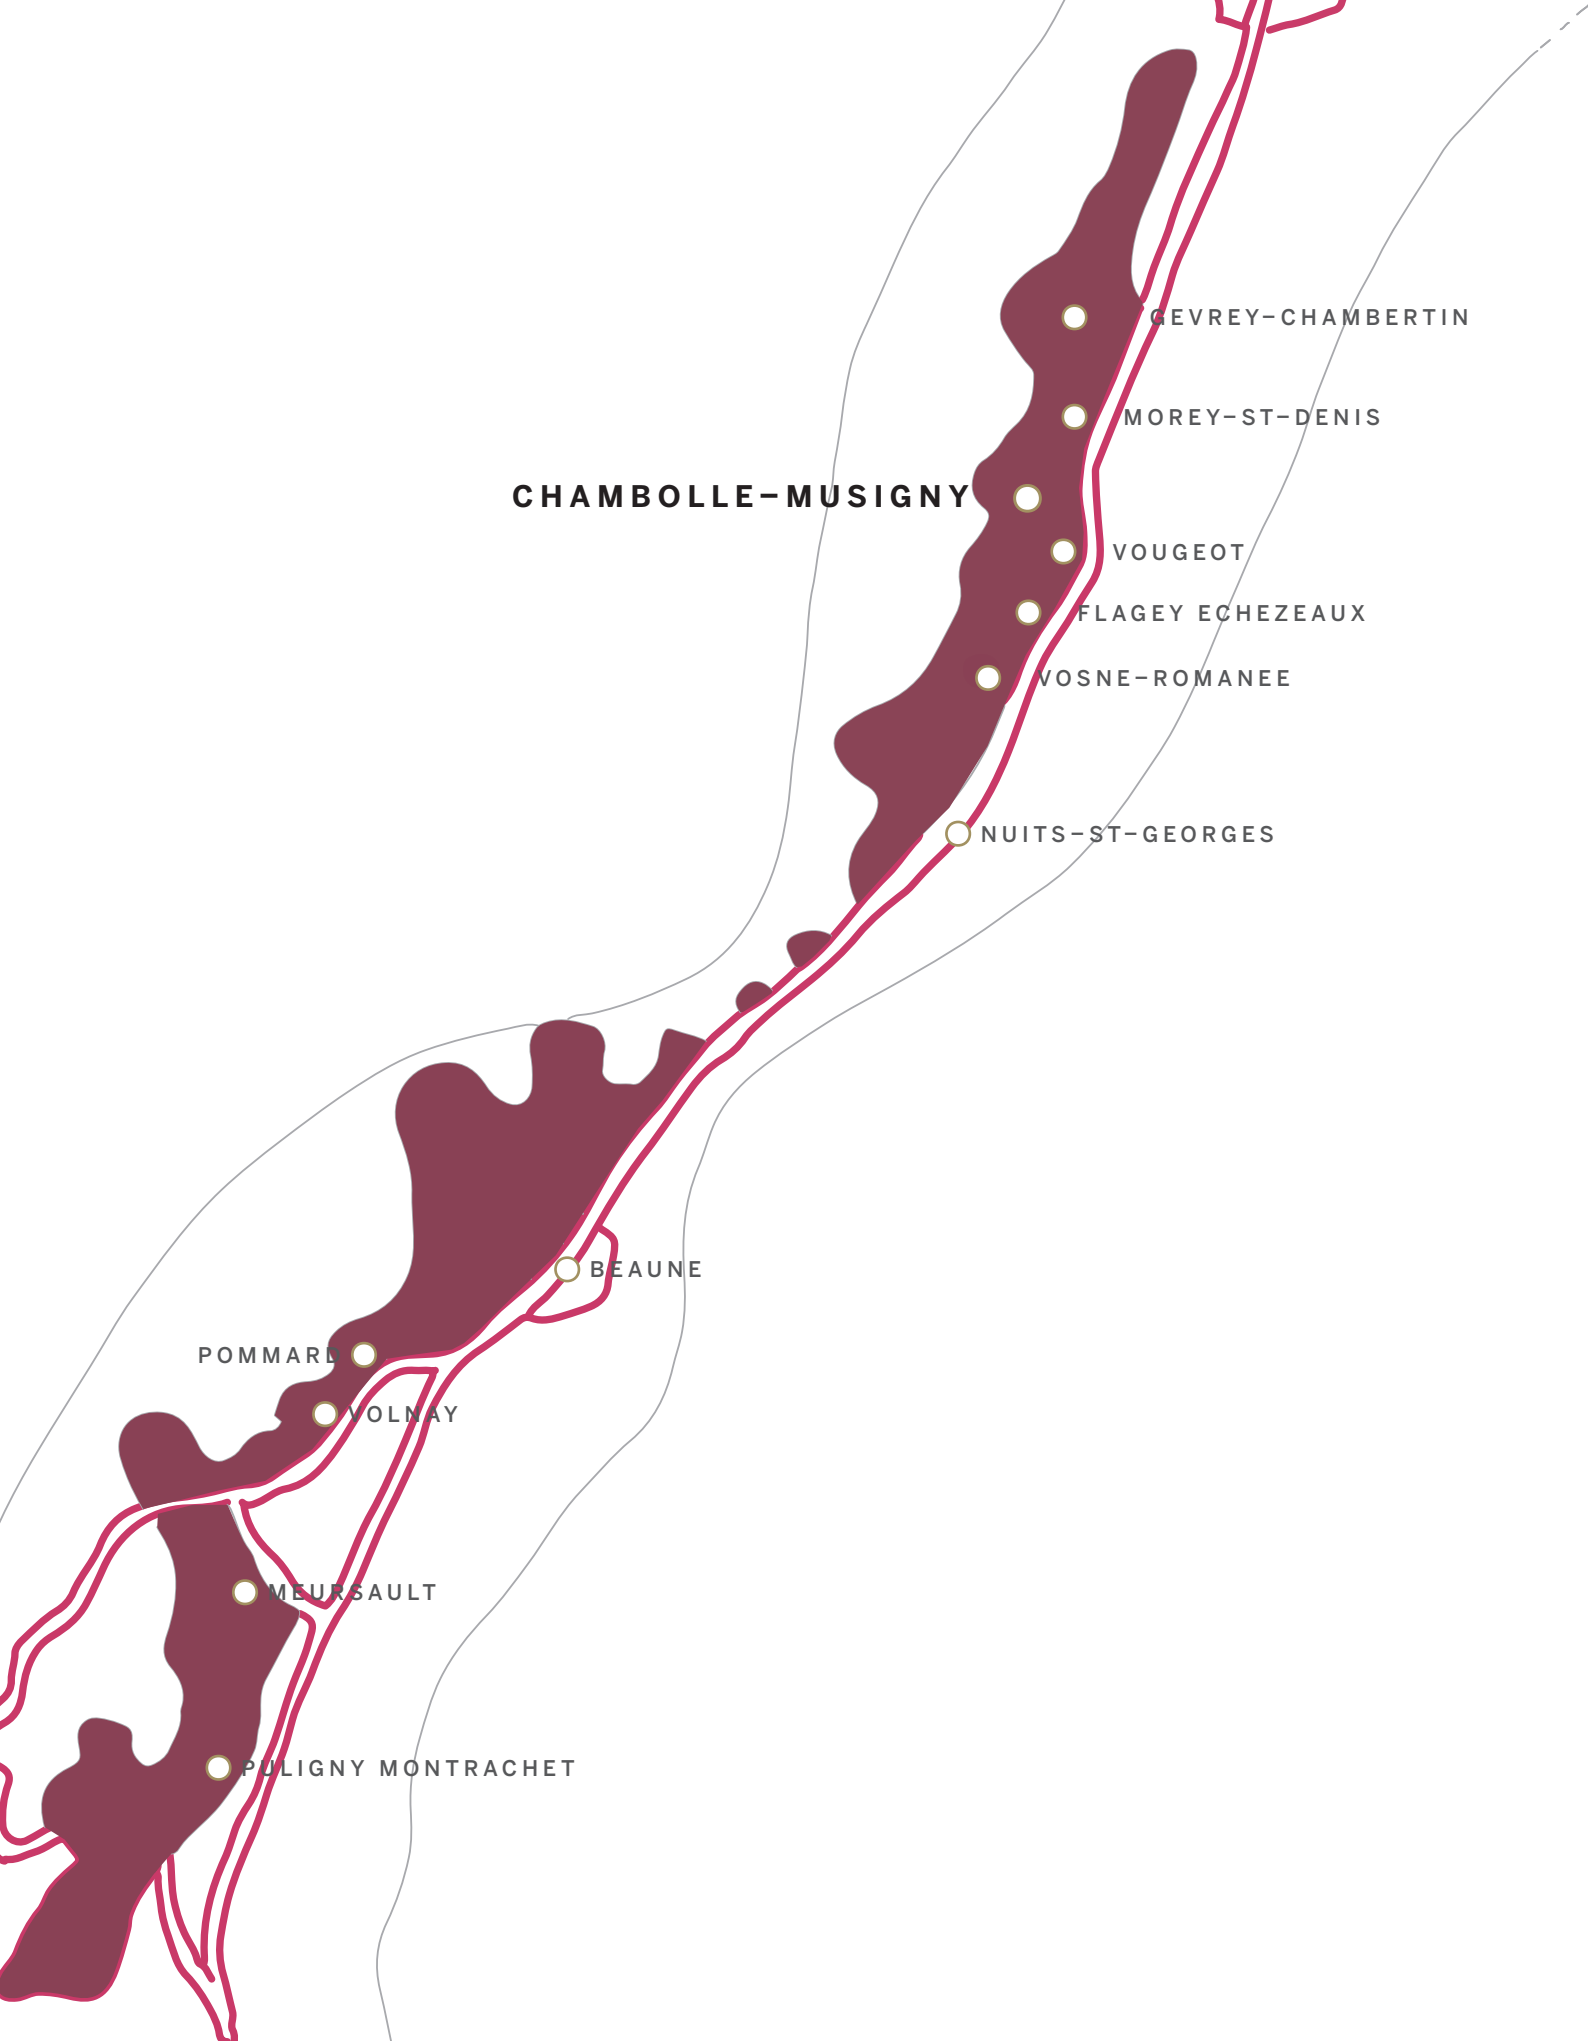 GEVREY–CHAMBERTIN
MOREY–ST–DENIS
CHAMBOLLE–MUSIGNY
VOUGEOT
FLAGEY ECHEZEAUX
VOSNE–ROMANEE
NUITS–ST–GEORGES
BEAUNE
POMMARD
VOLNAY
MEURSAULT
PULIGNY MONTRACHET